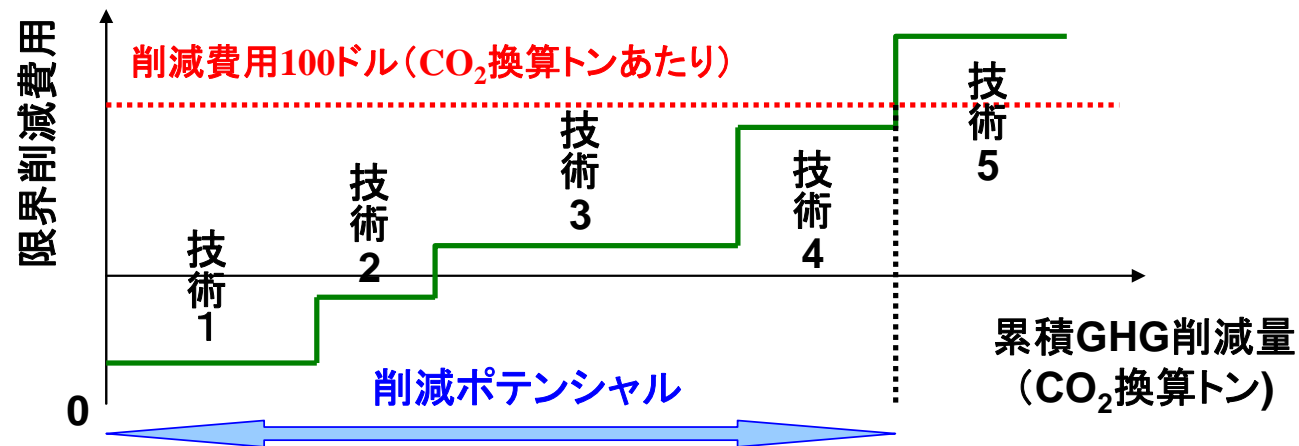 限界削減費用
削減費用100ドル（CO₂換算トンあたり）
技術1
技術2
技術3
技術4
技術5
0
削減ポテンシャル
累積GHG削減量
（CO₂換算トン)